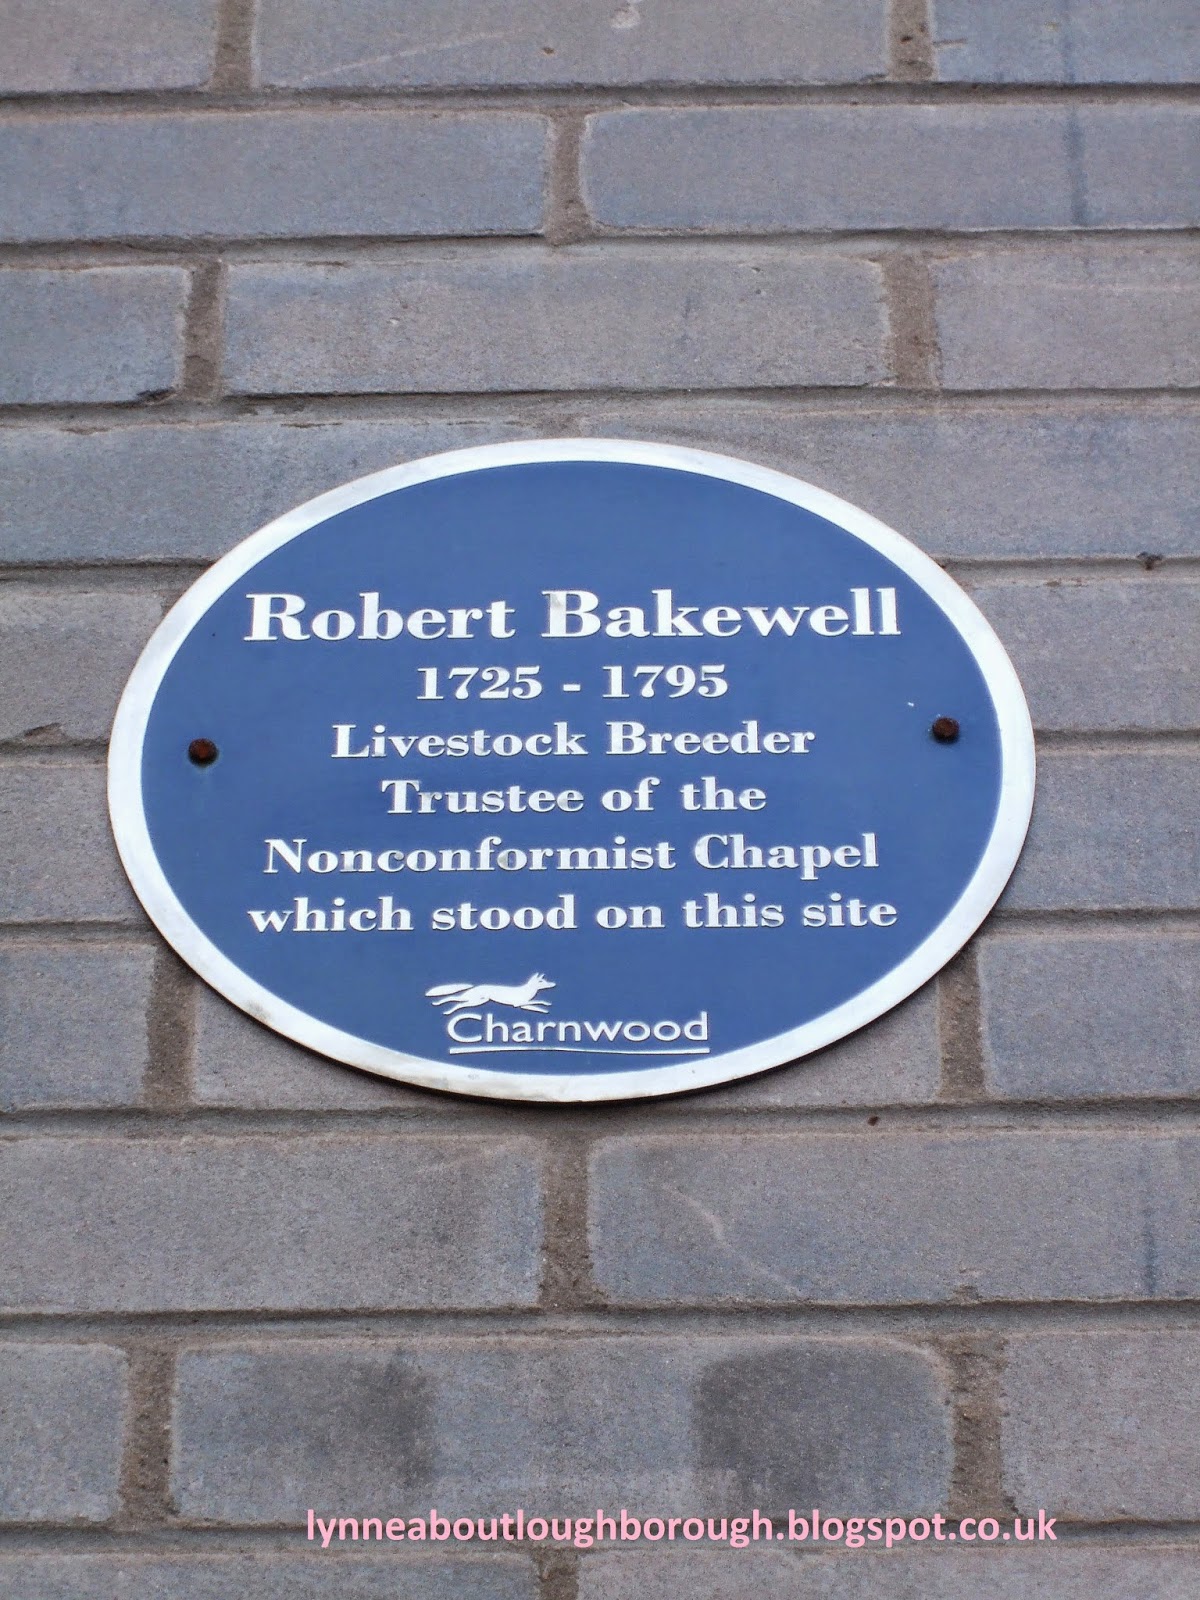 Robert Bakewell
1725 - 1795
Livestock Breeder
Trustee of the
Nonconformist Chapel
which stood on this site
Charnwood
lynneaboutloughborough.blogspot.co.uk